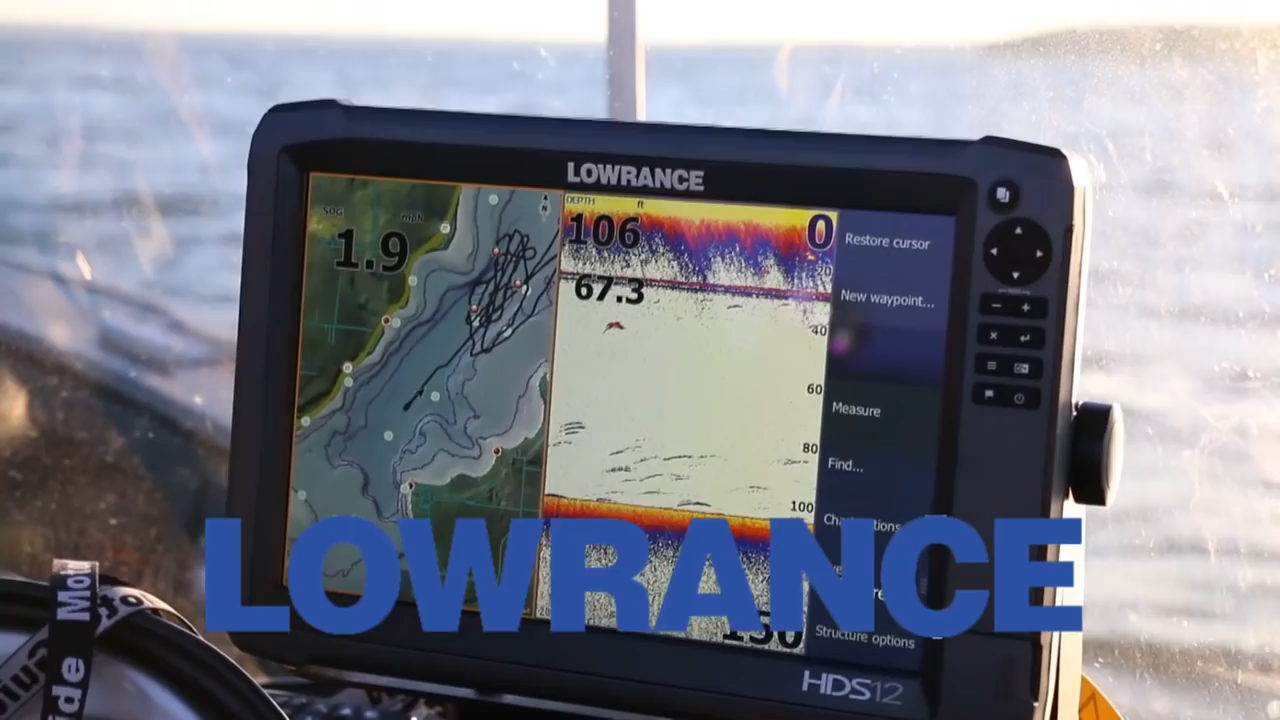 LOWRANCE
SOG
mph
1.9
DEPTH
ft
106
0
67.3
20
40
60
80
100
150
Restore cursor
New waypoint...
Measure
Find...
Structure options
LOWRANCE
HDS12